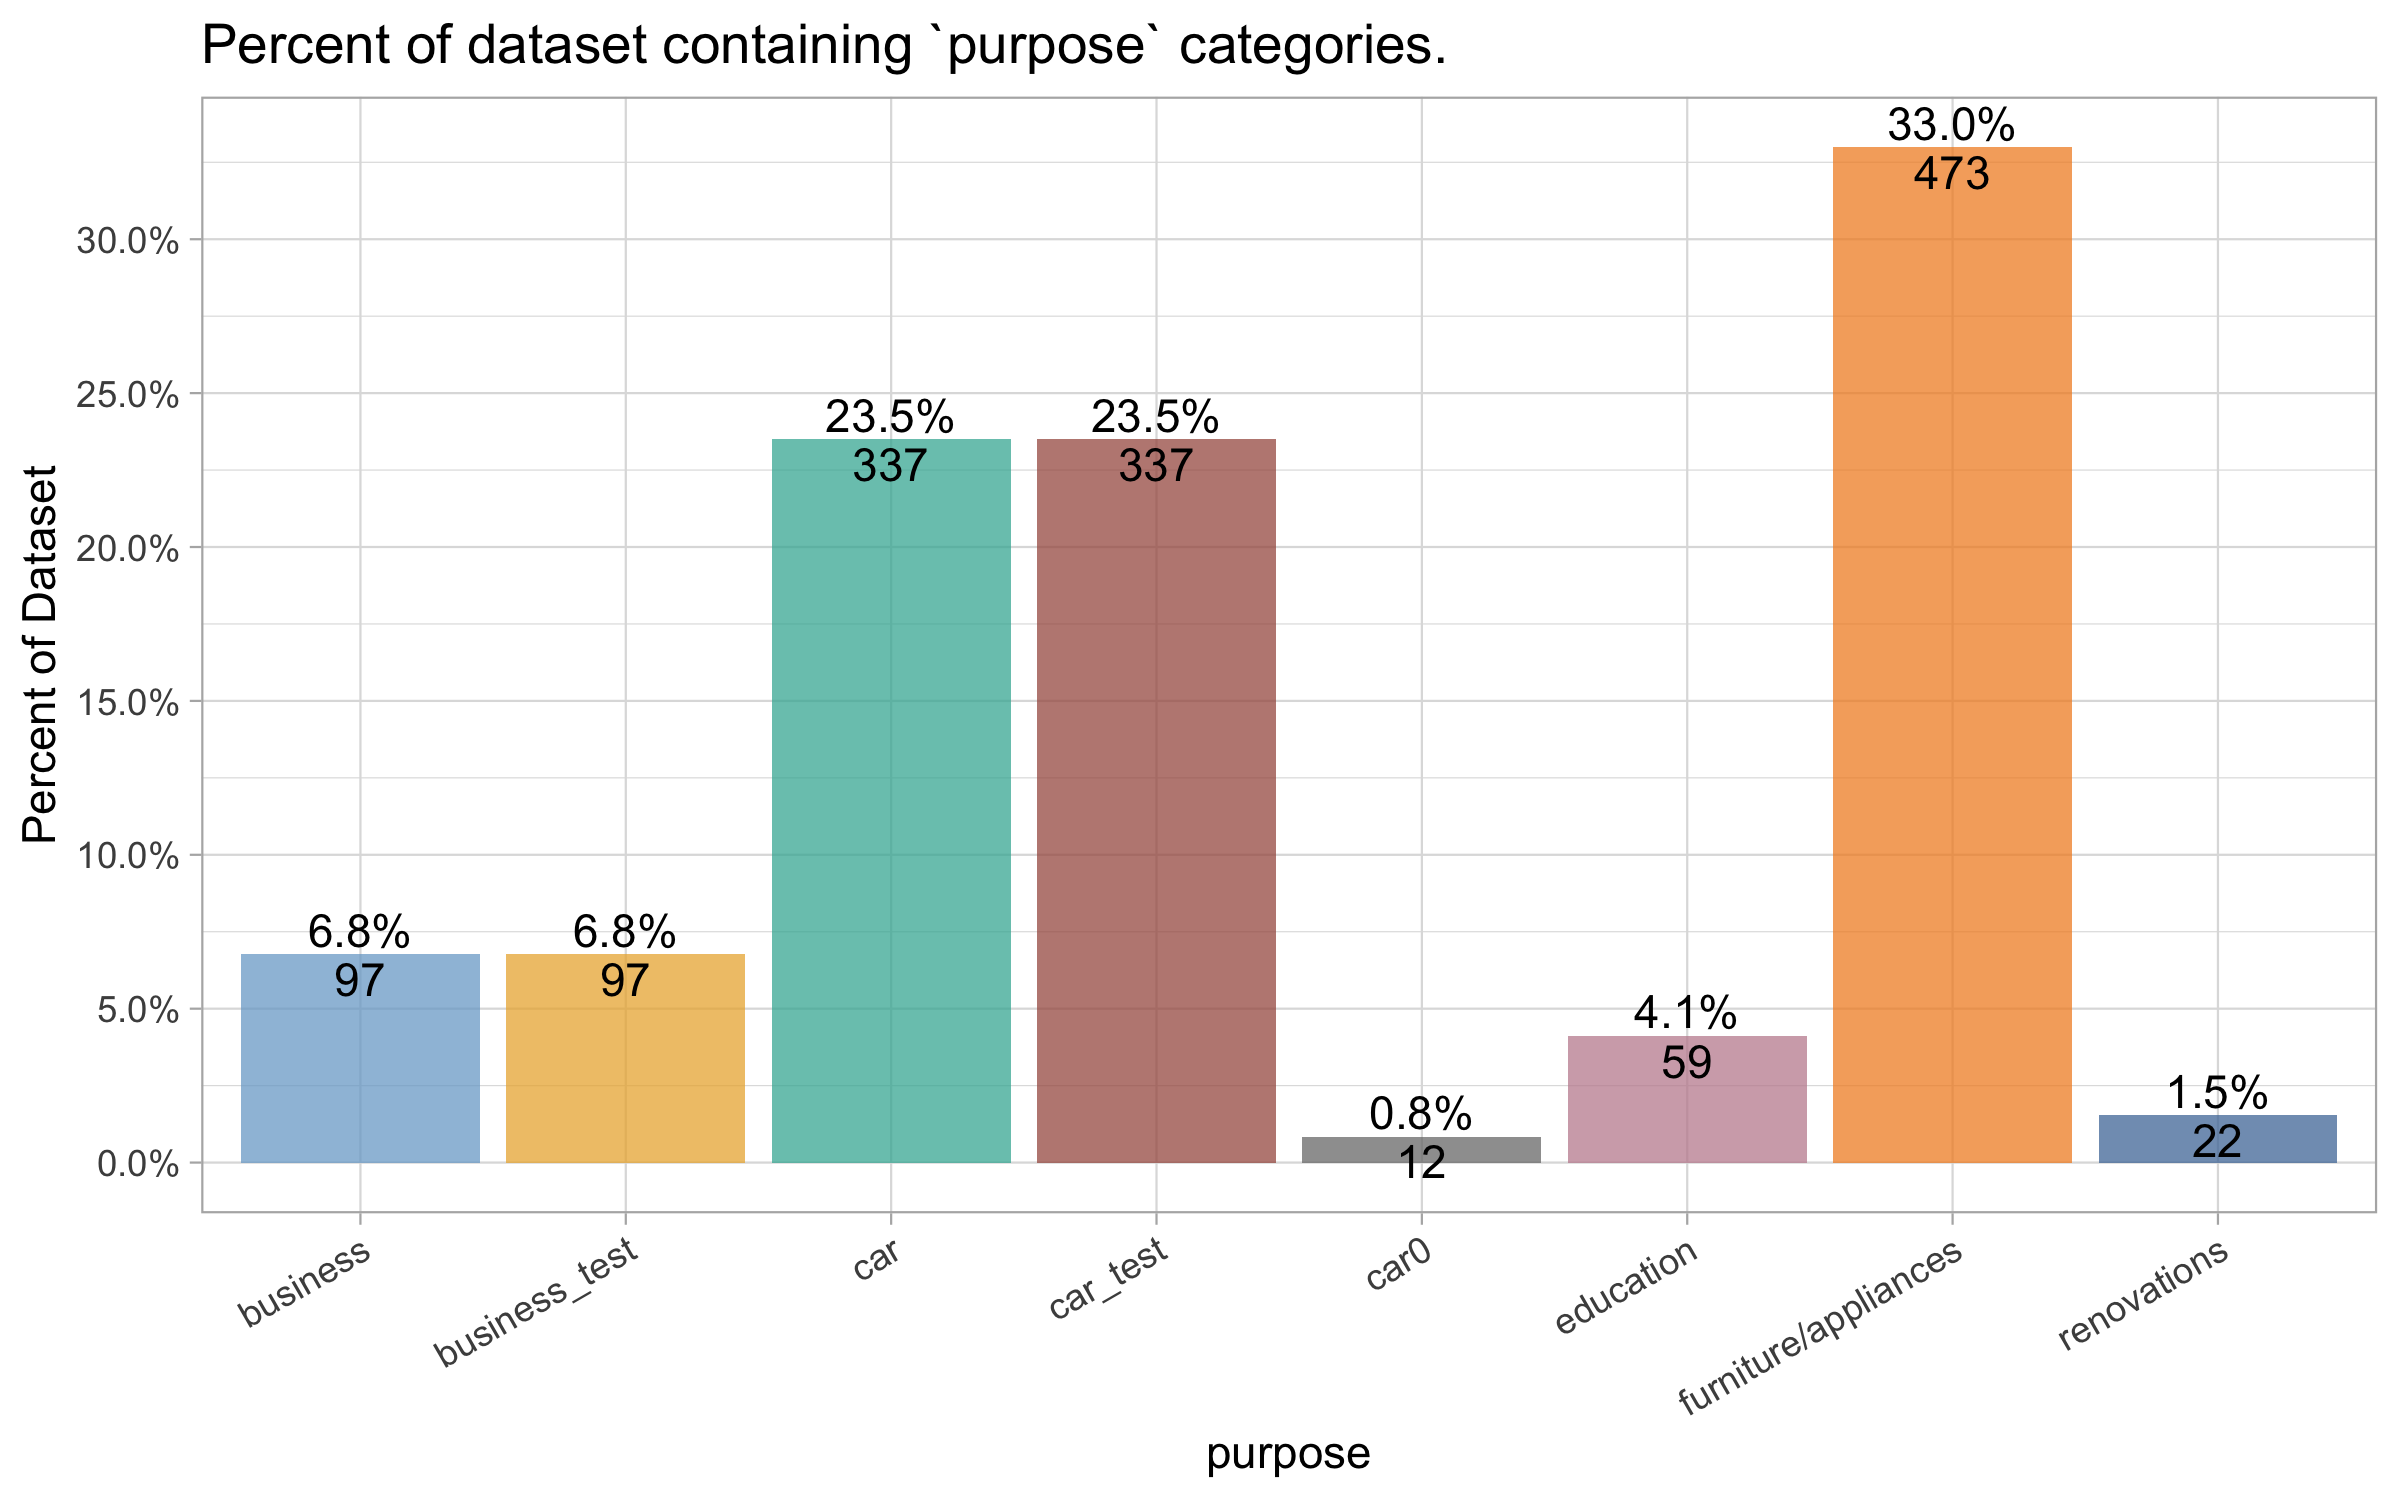 Percent of dataset containing `purpose` categories.
33.0%
473
30.0%
25.0%
23.5%
337
23.5%
337
20.0%
15.0%
10.0%
6.8%
97
6.8%
97
5.0%
4.1%
59
1.5%
22
0.8%
12
0.0%
Percent of Dataset
business
business_test
car
car_test
car0
education
furniture/appliances
renovations
purpose